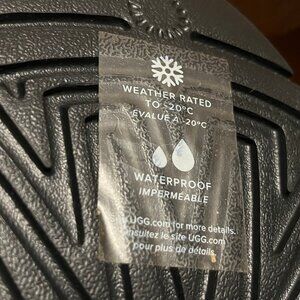 WEATHER RATED
TO -20°C
ÉVALUÉ À -20°C
WATERPROOF
IMPERMÉABLE
UGG.com for more details.
Consultez le site UGG.com
pour plus de détails.